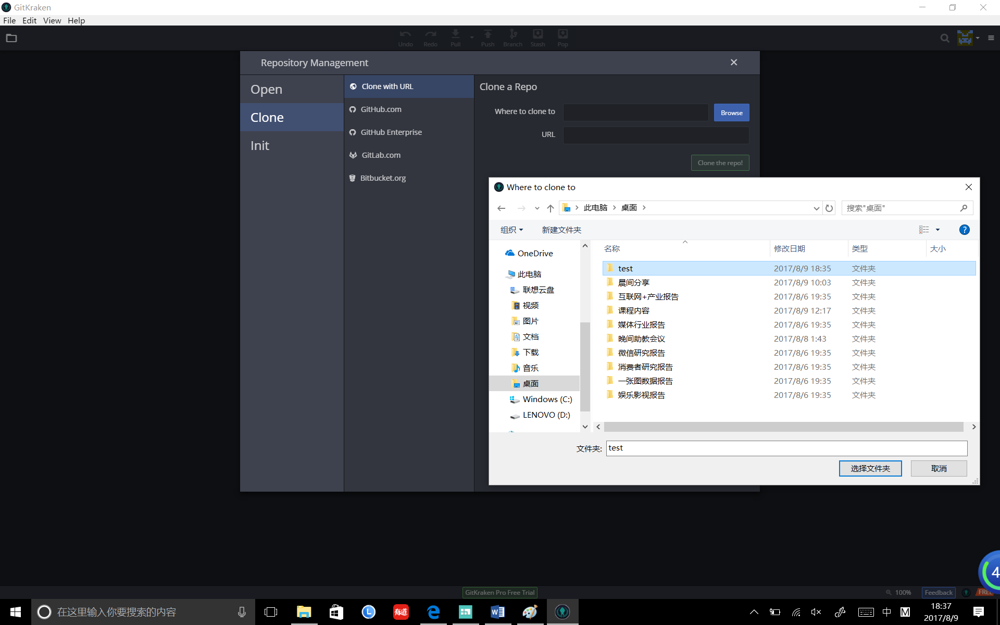 GitKraken
File Edit View Help
Undo Redo Pull Push Branch Stash Pop
Repository Management
Open
Clone
Init
Clone with URL
GitHub.com
GitHub Enterprise
GitLab.com
Bitbucket.org
Clone a Repo
Where to clone to
Browse
URL
Clone the repo!
Where to clone to
此电脑 桌面
搜索"桌面"
组织 新建文件夹
OneDrive
此电脑
联想云盘
视频
图片
文档
下载
音乐
桌面
Windows (C:)
LENOVO (D:)
名称 修改日期 类型 大小
test 2017/8/9 18:35 文件夹
晨间分享 2017/8/9 10:03 文件夹
互联网+产业报告 2017/8/6 19:35 文件夹
课程内容 2017/8/9 12:17 文件夹
媒体行业报告 2017/8/6 19:35 文件夹
晚间助教会议 2017/8/8 1:43 文件夹
微信研究报告 2017/8/6 19:35 文件夹
消费者研究报告 2017/8/6 19:35 文件夹
一张图数据报告 2017/8/6 19:35 文件夹
娱乐影视报告 2017/8/6 19:35 文件夹
文件夹: test
选择文件夹 取消
4
GitKraken Pro Free Trial
100% Feedback FREE
在这里输入你要搜索的内容
有道
中 M
18:37
2017/8/9